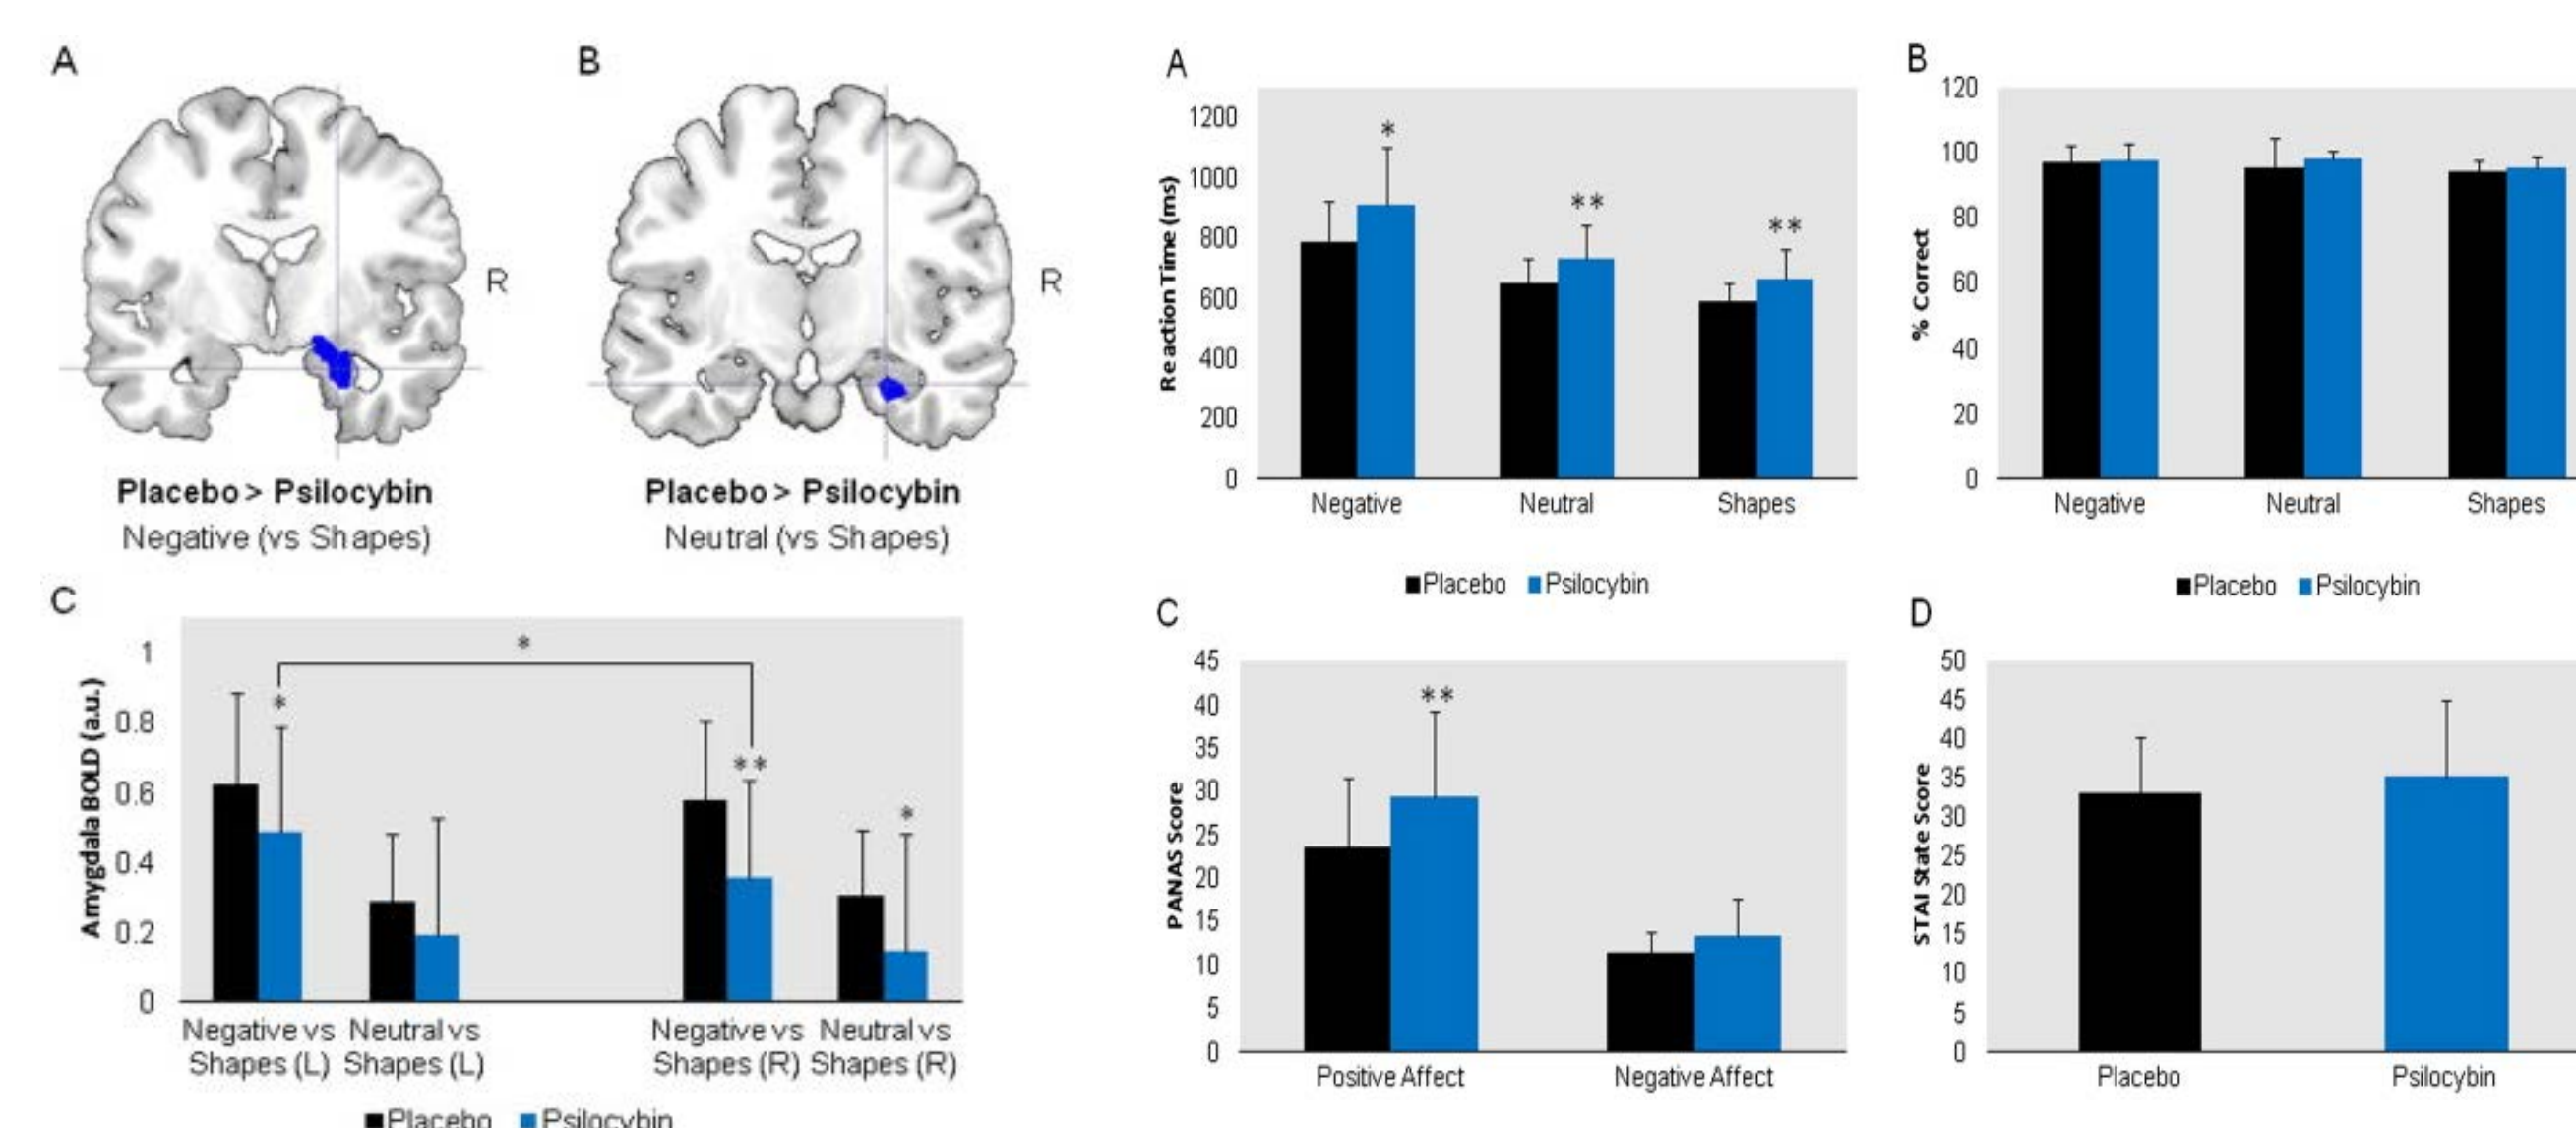 A
B
R
R
Placebo > Psilocybin
Negative (vs Shapes)
Placebo > Psilocybin
Neutral (vs Shapes)
C
Amygdala BOLD (a.u.)
1
0.8
0.6
0.4
0.2
0
*
*
**
*
Negative vs Shapes (L)
Neutral vs Shapes (L)
Negative vs Shapes (R)
Neutral vs Shapes (R)
Placebo Psilocybin
A
Reaction Time (ms)
1200
1000
800
600
400
200
0
*
**
**
Negative Neutral Shapes
Placebo Psilocybin
B
% Correct
120
100
80
60
40
20
0
Negative Neutral Shapes
Placebo Psilocybin
C
PANAS Score
45
40
35
30
25
20
15
10
5
0
**
Positive Affect Negative Affect
D
STAI State Score
50
45
40
35
30
25
20
15
10
5
0
Placebo Psilocybin